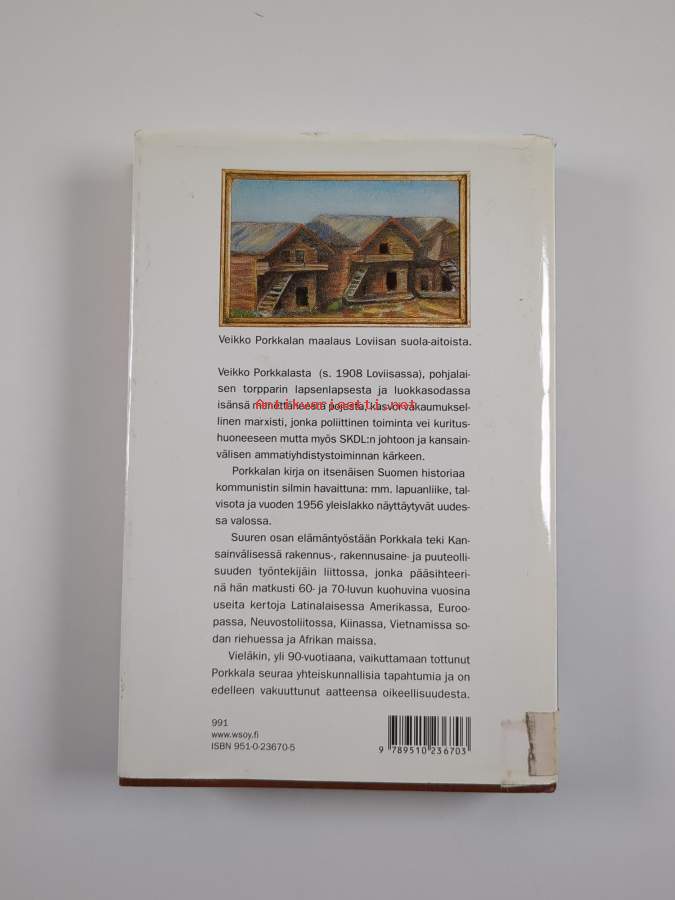 Veikko Porkkalan maalaus Loviisan suola-aitoista.
Veikko Porkkalasta (s. 1908 Loviisassa), pohjalai-
sen torpparin lapsenlapsesta ja luokkasodassa
Antikvariaatti.net
isänsä menettäneestä pojasta, kasvoi vakaumuksel-
linen marxisti, jonka poliittinen toiminta vei kuritus-
huoneeseen mutta myös SKDL:n johtoon ja kansain-
välisen ammatiyhdistystoiminnan kärkeen.
Porkkalan kirja on itsenäisen Suomen historiaa
kommunistin silmin havaittuna: mm. lapuanliike, tal-
visota ja vuoden 1956 yleislakko näyttäytyvät uudes-
sa valossa.
Suuren osan elämäntyöstään Porkkala teki Kan-
sainvälisessä rakennus-, rakennusaine- ja puuteolli-
suuden työntekijäin liittossa, jonka pääsihteeri-
nä hän matkusti 60- ja 70-luvun kuohuvina vuosina
useita kertoja Latinalaisessa Amerikassa, Euroo-
passa, Neuvostoliitossa, Kiinassa, Vietnamissa so-
dan riehuessa ja Afrikan maissa.
Vieläkin, yli 90-vuotiaana, vaikuttamaan tottunut
Porkkala seuraa yhteiskunnallisia tapahtumia ja on
edelleen vakuuttunut aatteensa oikeellisuudesta.
991
www.wsoy.fi
ISBN 951-0-23670-5
9 789510 236703